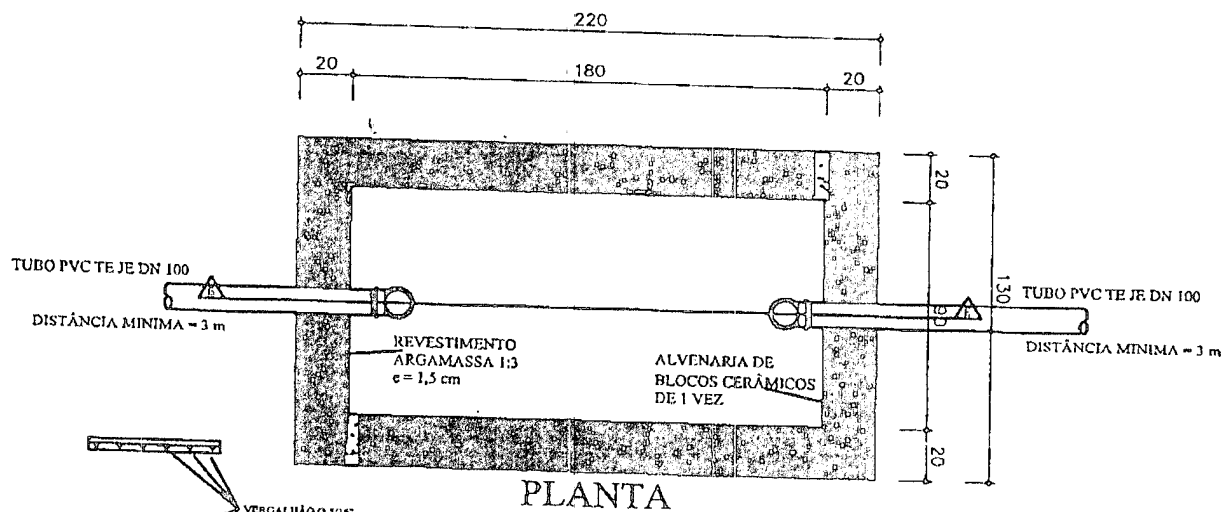 220
20
180
20
20
TUBO PVC TE JE DN 100
DISTÂNCIA MINIMA = 3 m
REVESTIMENTO
ARGAMASSA 1:3
e = 1,5 cm
ALVENARIA DE
BLOCOS CERÂMICOS
DE 1 VEZ
130
90
TUBO PVC TE JE DN 100
DISTÂNCIA MINIMA = 3 m
20
PLANTA
VERGALHÃO